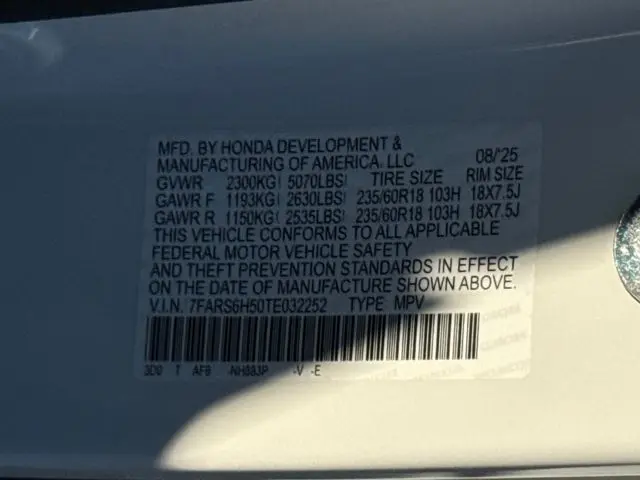 MFD. BY HONDA DEVELOPMENT &
MANUFACTURING OF AMERICA, LLC 08/'25
GVWR 2300KG( 5070LBS) TIRE SIZE RIM SIZE
GAWR F 1193KG( 2630LBS) 235/60R18 103H 18X7.5J
GAWR R 1150KG( 2535LBS) 235/60R18 103H 18X7.5J
THIS VEHICLE CONFORMS TO ALL APPLICABLE
FEDERAL MOTOR VEHICLE SAFETY
AND THEFT PREVENTION STANDARDS IN EFFECT
ON THE DATE OF MANUFACTURE SHOWN ABOVE.
V.I.N. 7FARS6H50TE032252 TYPE MPV
3D0 T AFB -NH883P -V -E